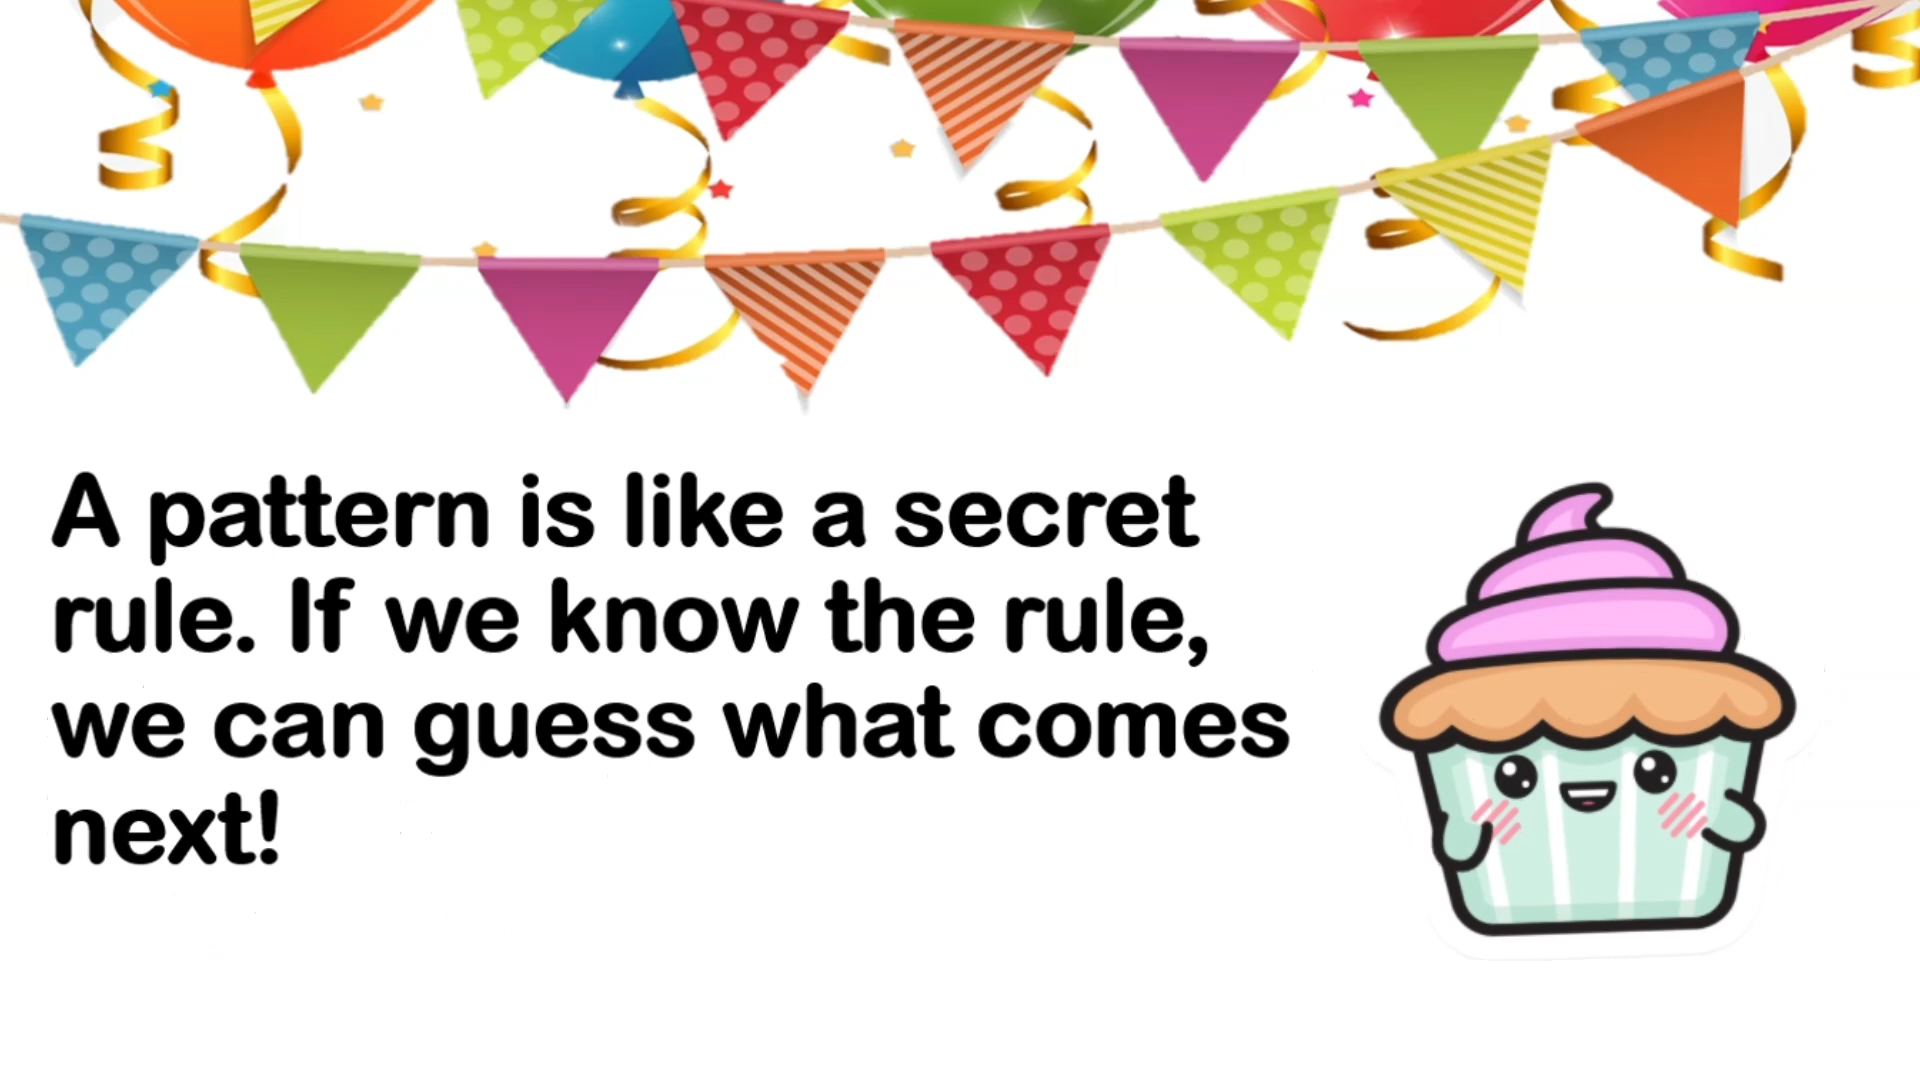 A pattern is like a secret
rule. If we know the rule,
we can guess what comes
next!